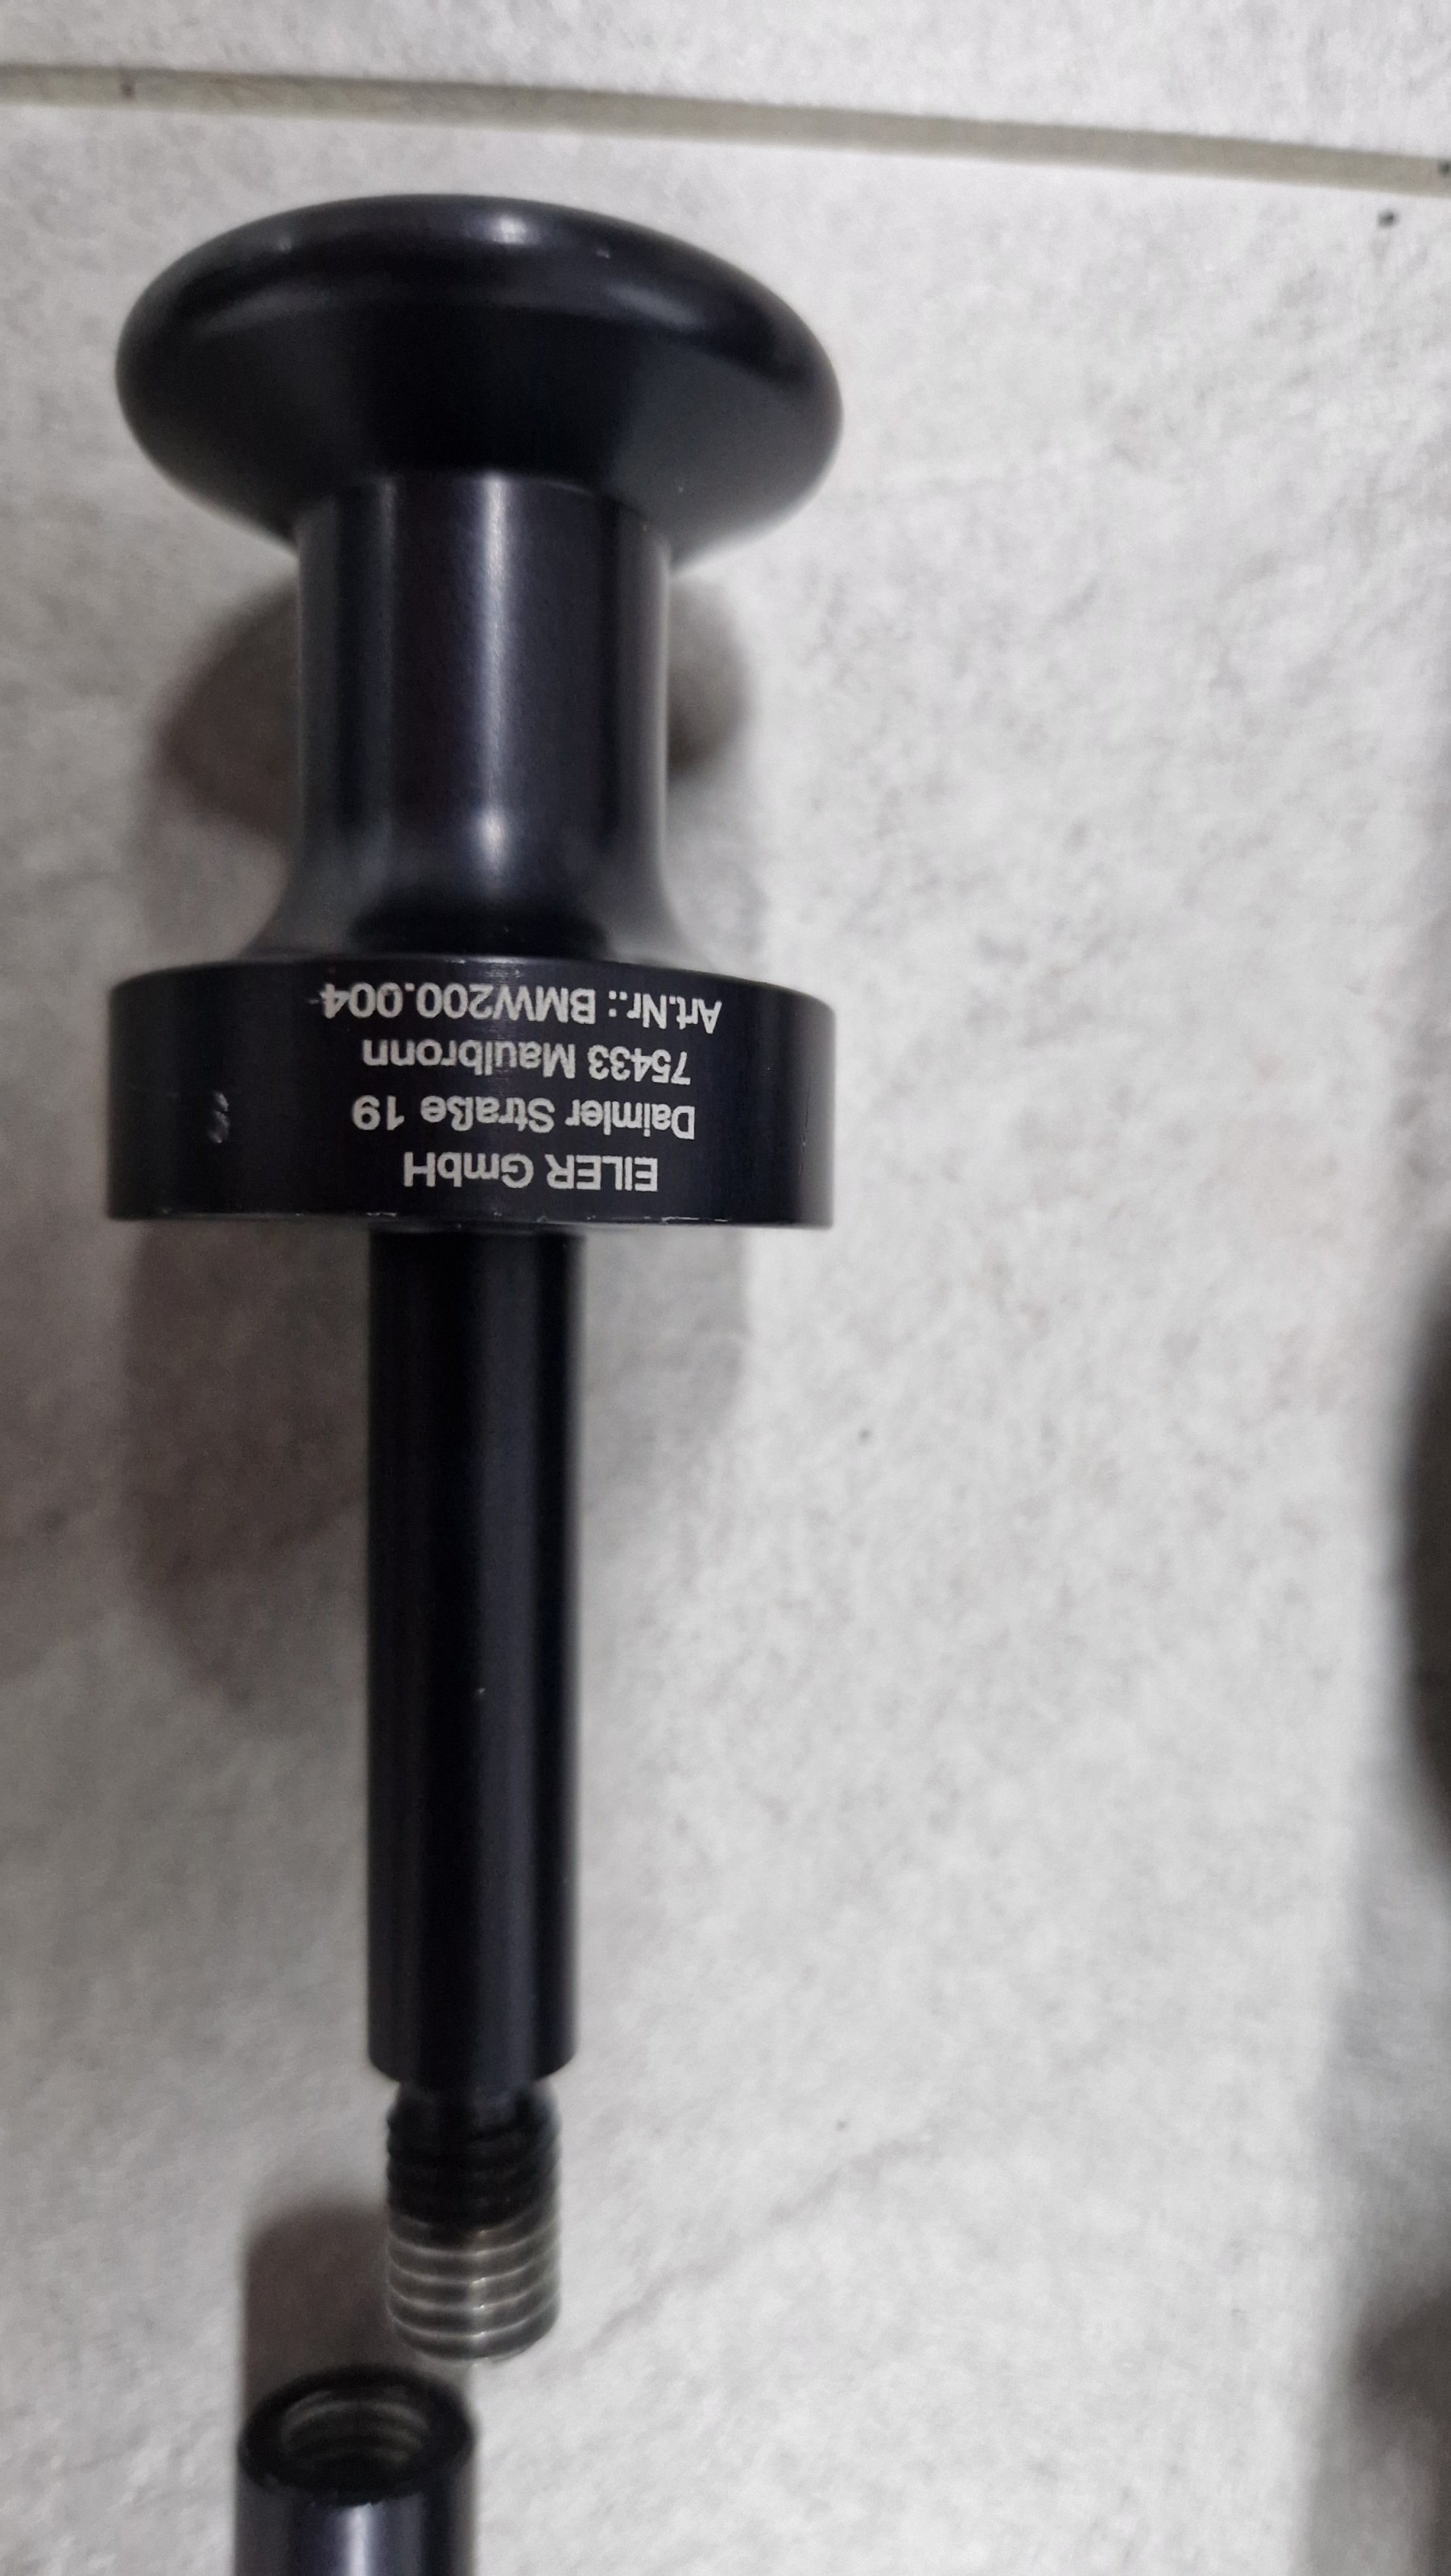 EILER GmbH
Daimler Straße 19
75433 Maulbronn
Art.Nr.: BMW200.004